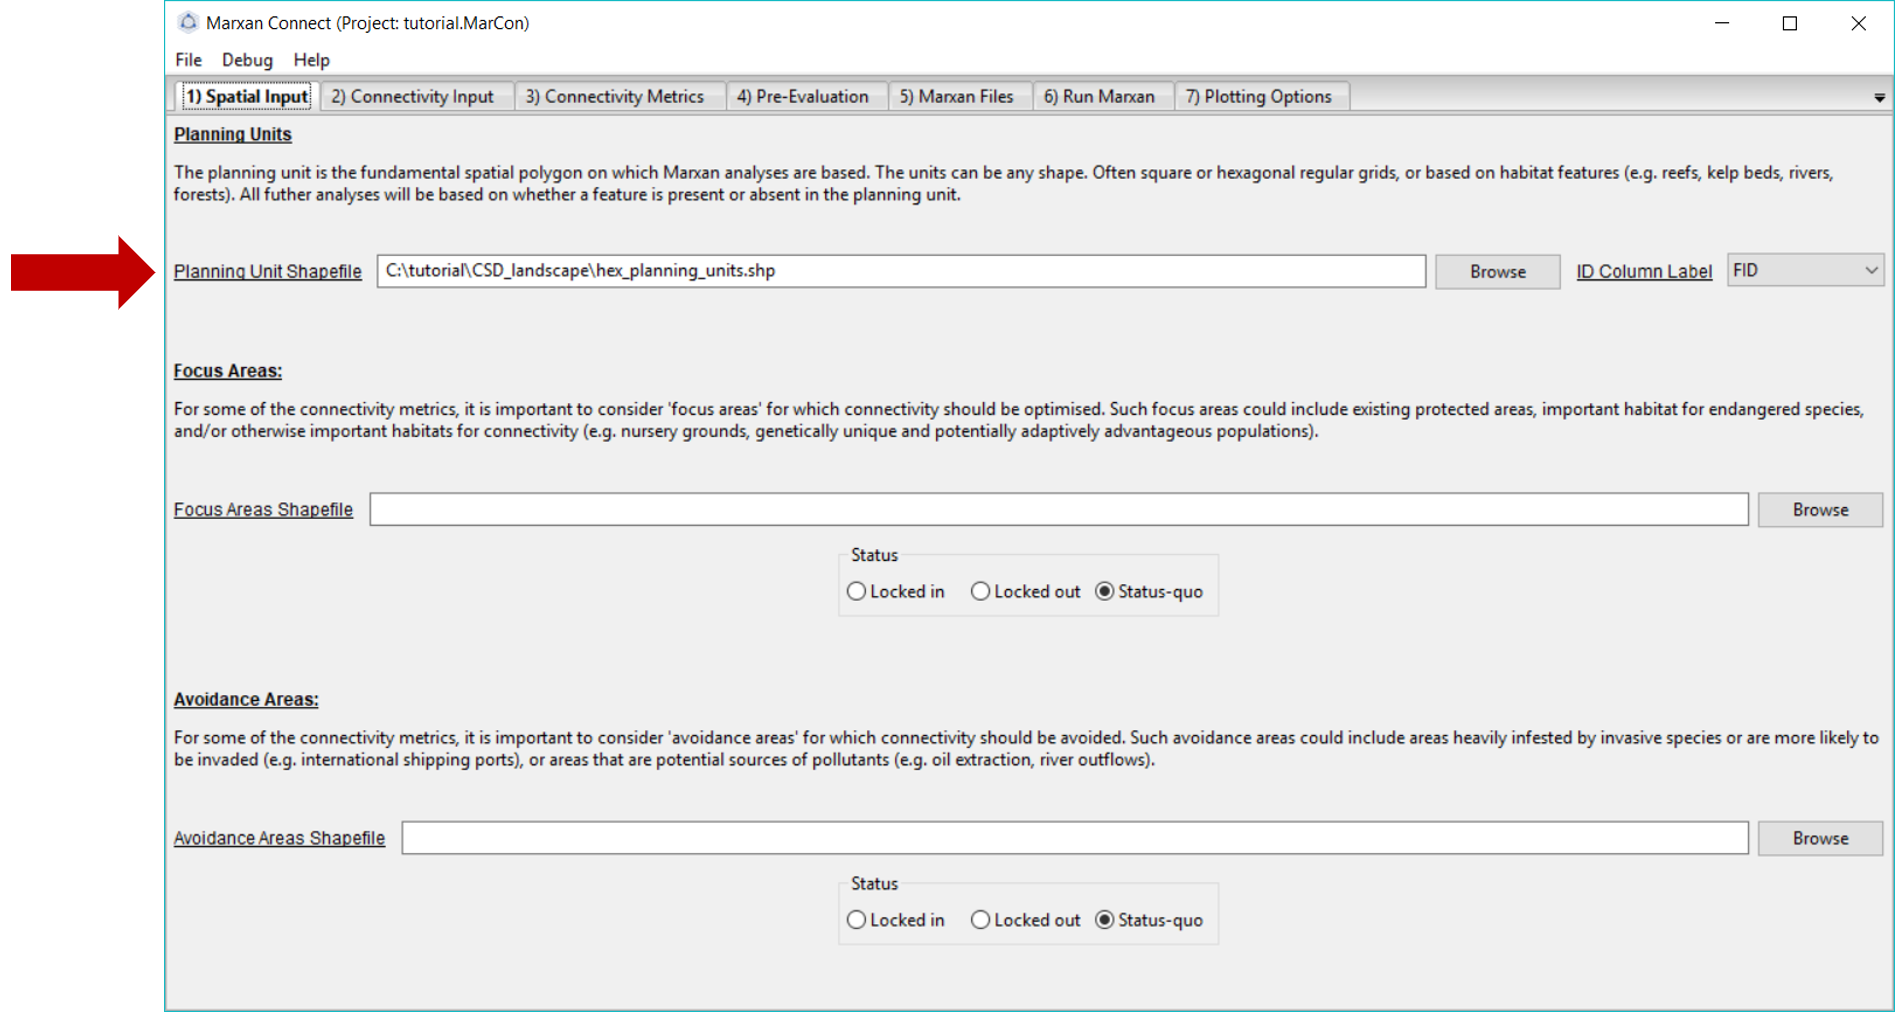 Marxan Connect (Project: tutorial.MarCon)
File Debug Help
1) Spatial Input 2) Connectivity Input 3) Connectivity Metrics 4) Pre-Evaluation 5) Marxan Files 6) Run Marxan 7) Plotting Options
Planning Units
The planning unit is the fundamental spatial polygon on which Marxan analyses are based. The units can be any shape. Often square or hexagonal regular grids, or based on habitat features (e.g. reefs, kelp beds, rivers,
forests). All futher analyses will be based on whether a feature is present or absent in the planning unit.
Planning Unit Shapefile C:\tutorial\CSD_landscape\hex_planning_units.shp Browse ID Column Label FID
Focus Areas:
For some of the connectivity metrics, it is important to consider 'focus areas' for which connectivity should be optimised. Such focus areas could include existing protected areas, important habitat for endangered species,
and/or otherwise important habitats for connectivity (e.g. nursery grounds, genetically unique and potentially adaptively advantageous populations).
Focus Areas Shapefile Browse
Status
Locked in Locked out Status-quo
Avoidance Areas:
For some of the connectivity metrics, it is important to consider 'avoidance areas' for which connectivity should be avoided. Such avoidance areas could include areas heavily infested by invasive species or are more likely to
be invaded (e.g. international shipping ports), or areas that are potential sources of pollutants (e.g. oil extraction, river outflows).
Avoidance Areas Shapefile Browse
Status
Locked in Locked out Status-quo